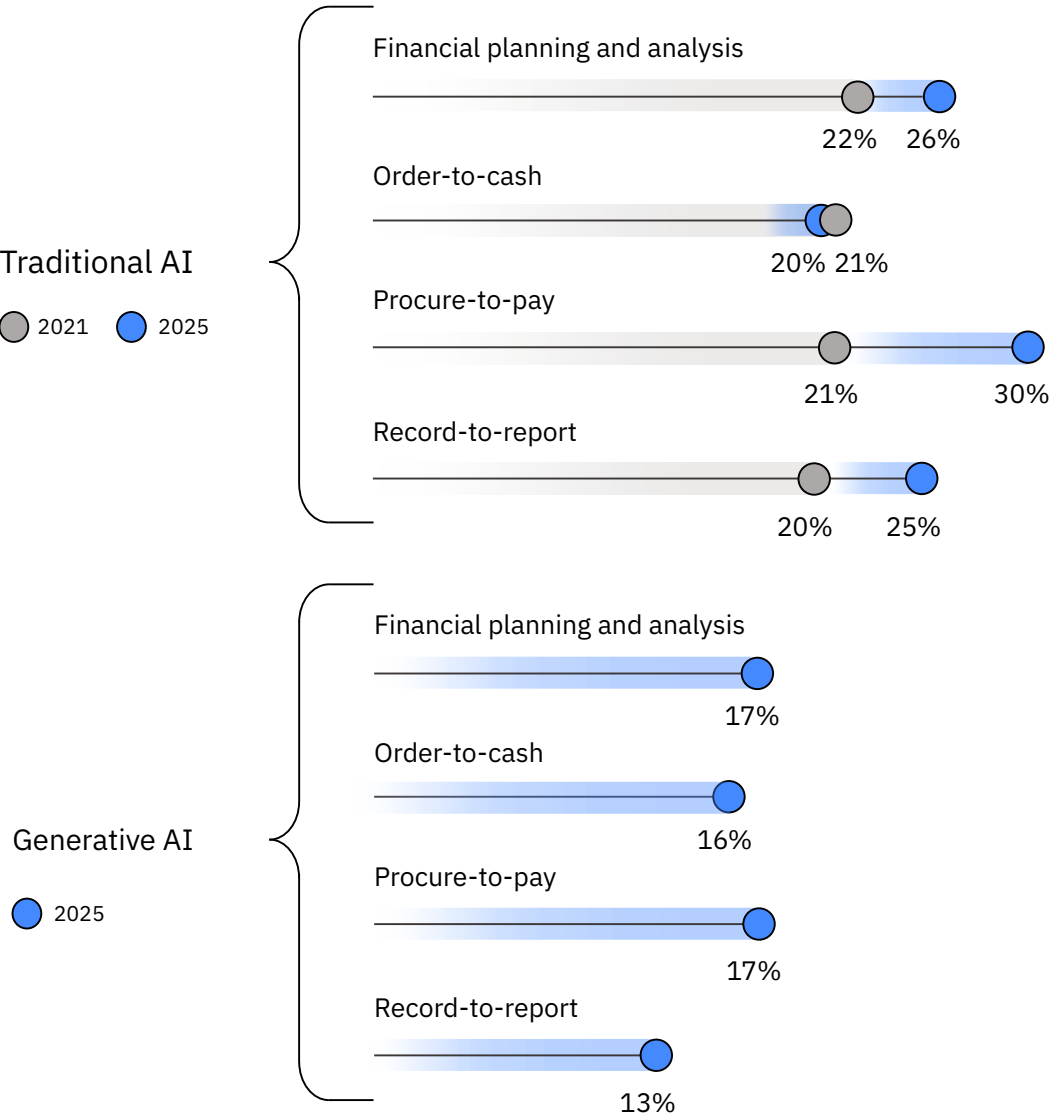 Traditional AI
2021 2025
Financial planning and analysis
22% 26%
Order-to-cash
20% 21%
Procure-to-pay
21% 30%
Record-to-report
20% 25%
Generative AI
2025
Financial planning and analysis
17%
Order-to-cash
16%
Procure-to-pay
17%
Record-to-report
13%